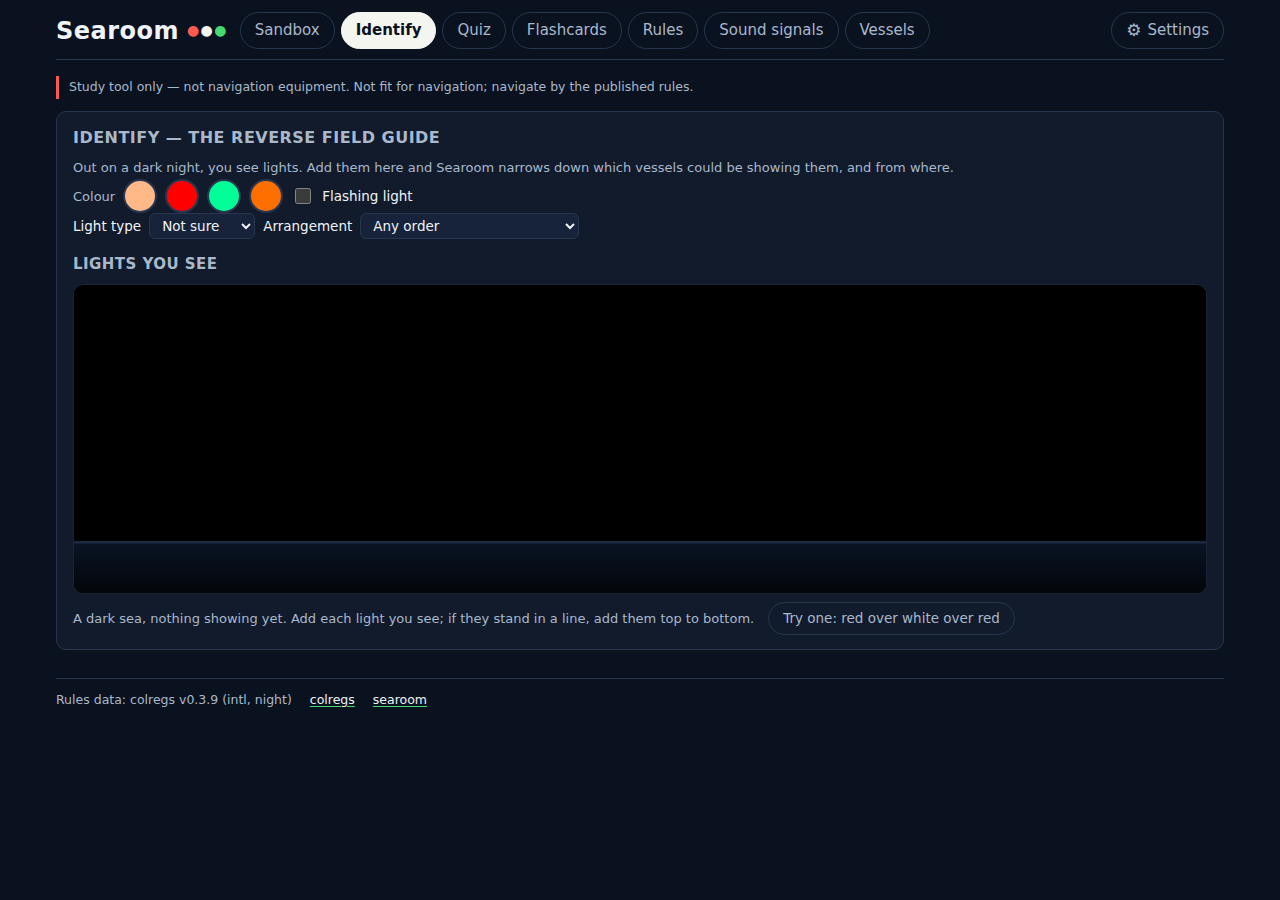 Searoom Sandbox Identify Quiz Flashcards Rules Sound signals Vessels ⚙ Settings
Study tool only — not navigation equipment. Not fit for navigation; navigate by the published rules.
IDENTIFY — THE REVERSE FIELD GUIDE
Out on a dark night, you see lights. Add them here and Searoom narrows down which vessels could be showing them, and from where.
Colour Flashing light
Light type Not sure Arrangement Any order
LIGHTS YOU SEE
A dark sea, nothing showing yet. Add each light you see; if they stand in a line, add them top to bottom. Try one: red over white over red
Rules data: colregs v0.3.9 (intl, night) colregs searoom